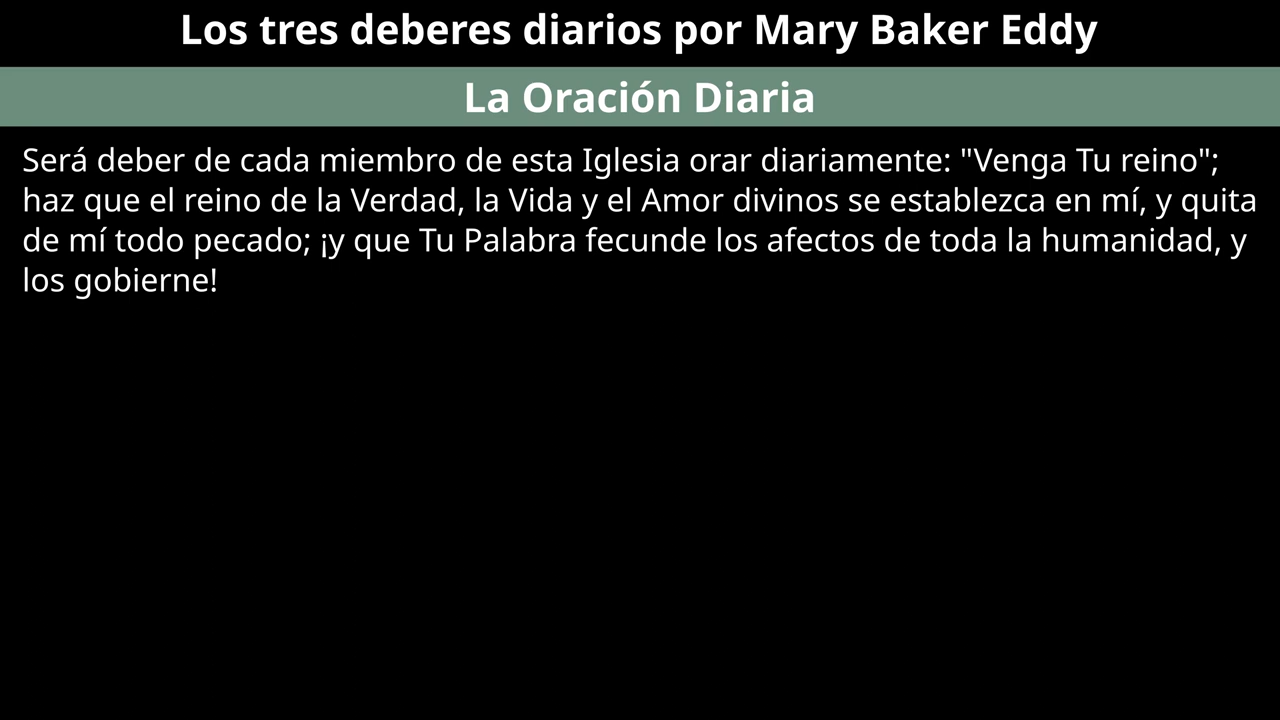 Los tres deberes diarios por Mary Baker Eddy
La Oración Diaria
Será deber de cada miembro de esta Iglesia orar diariamente: "Venga Tu reino";
haz que el reino de la Verdad, la Vida y el Amor divinos se establezca en mí, y quita
de mí todo pecado; ¡y que Tu Palabra fecunde los afectos de toda la humanidad, y
los gobierne!